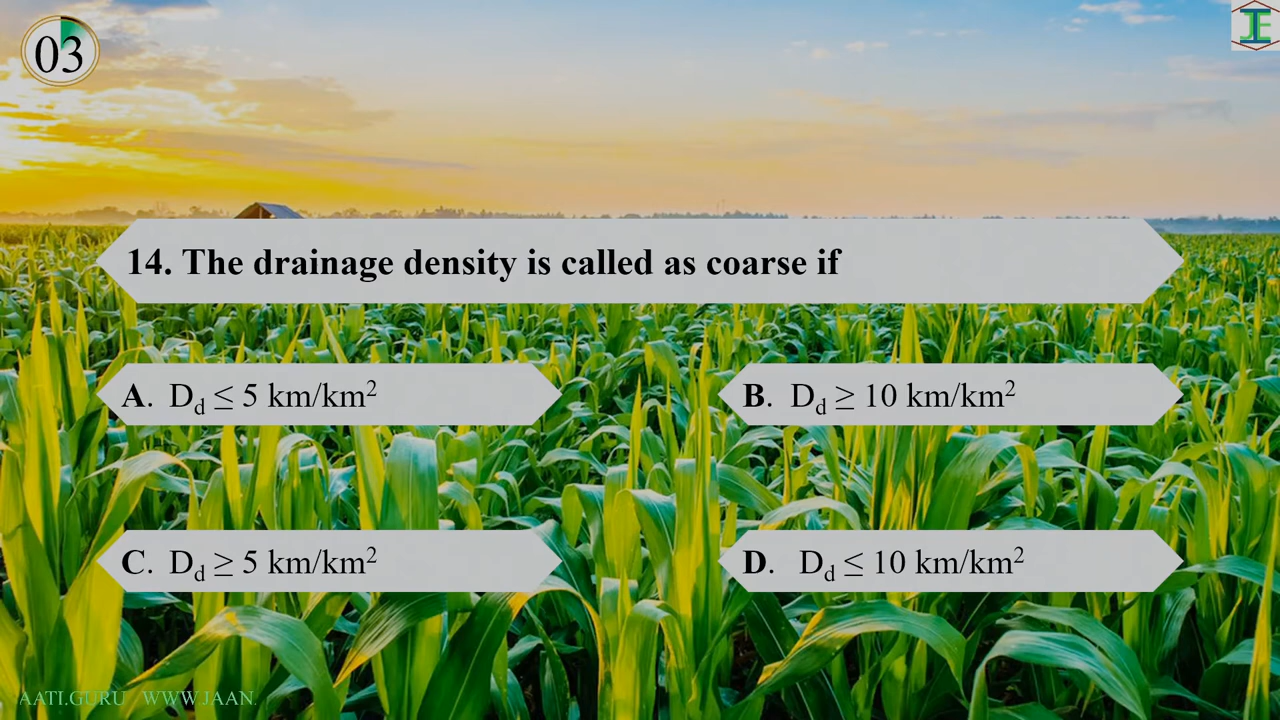 03
JE
14. The drainage density is called as coarse if
A. D_d ≤ 5 km/km²
B. D_d ≥ 10 km/km²
C. D_d ≥ 5 km/km²
D. D_d ≤ 10 km/km²
AATI.GURU WWW.JAAN.